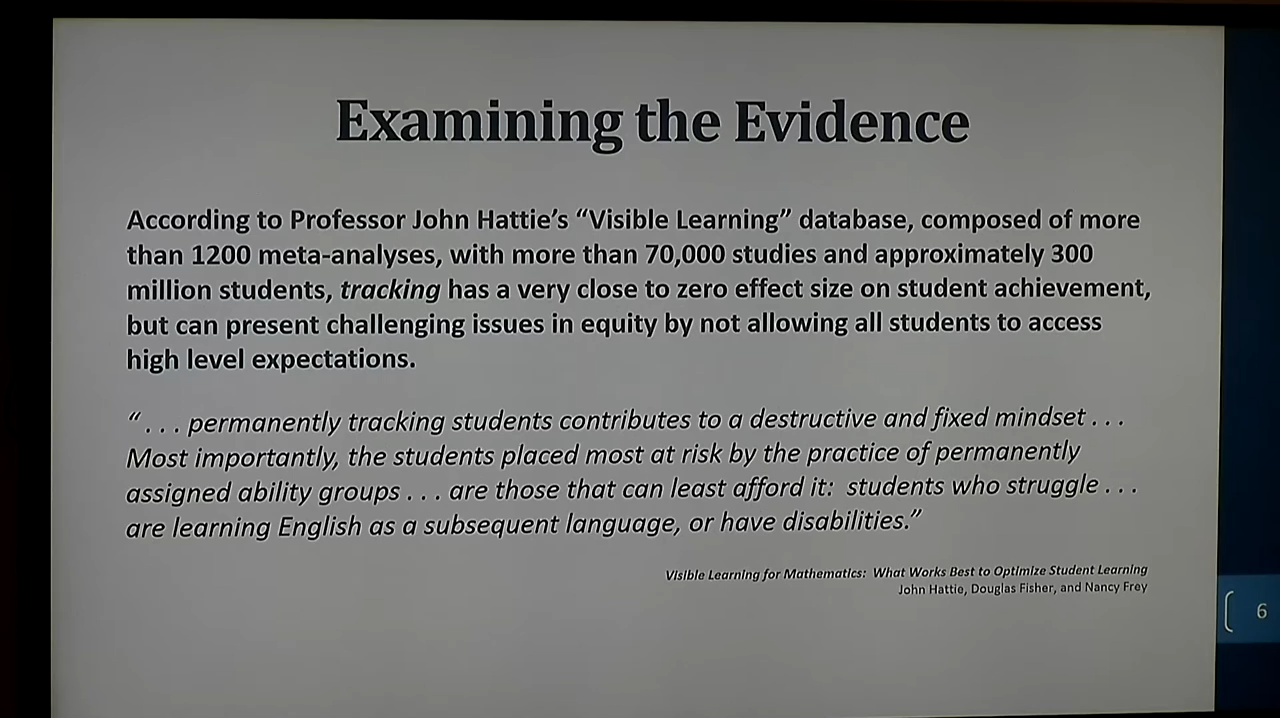 Examining the Evidence
According to Professor John Hattie’s “Visible Learning” database, composed of more
than 1200 meta-analyses, with more than 70,000 studies and approximately 300
million students, tracking has a very close to zero effect size on student achievement,
but can present challenging issues in equity by not allowing all students to access
high level expectations.
“ . . . permanently tracking students contributes to a destructive and fixed mindset . . .
Most importantly, the students placed most at risk by the practice of permanently
assigned ability groups . . . are those that can least afford it:  students who struggle . . .
are learning English as a subsequent language, or have disabilities.”
Visible Learning for Mathematics:  What Works Best to Optimize Student Learning
John Hattie, Douglas Fisher, and Nancy Frey
6